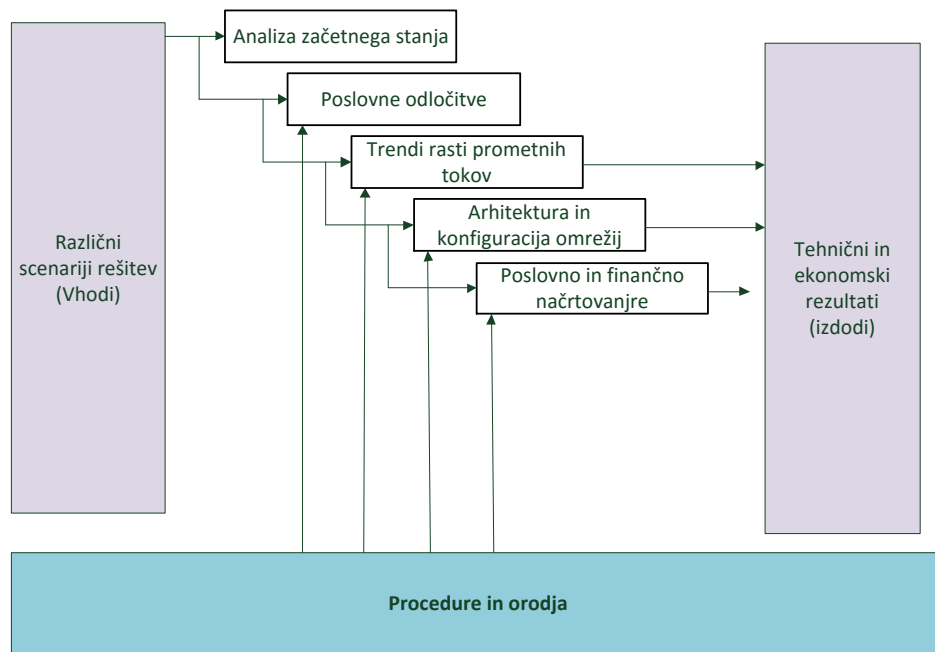 Analiza začetnega stanja
Poslovne odločitve
Trendi rasti prometnih
tokov
Arhitektura in
konfiguracija omrežij
Poslovno in finančno
načrtovanjre
Različni
scenariji rešitev
(Vhodi)
Tehnični in
ekonomski
rezultati
(izdodi)
Procedure in orodja